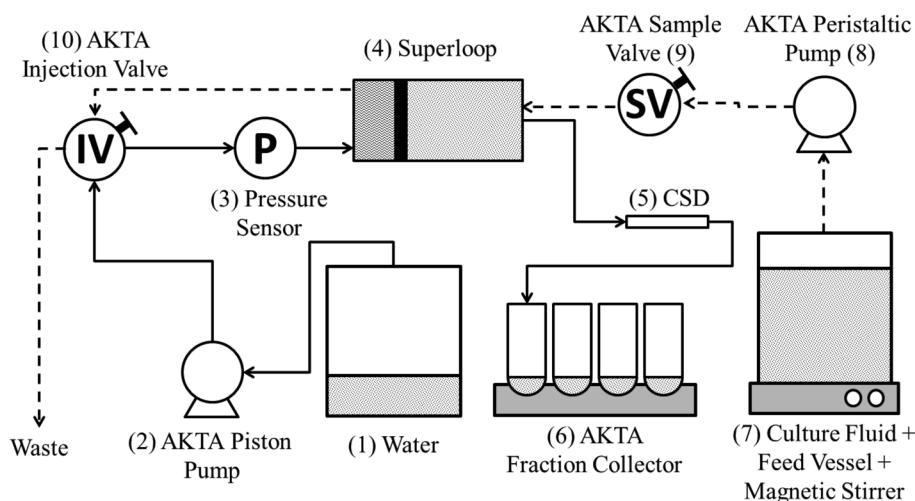 (10) AKTA
Injection Valve
(4) Superloop
AKTA Sample
Valve (9)
AKTA Peristaltic
Pump (8)
IV
P
SV
(3) Pressure
Sensor
(5) CSD
Waste
(2) AKTA Piston
Pump
(1) Water
(6) AKTA
Fraction Collector
(7) Culture Fluid +
Feed Vessel +
Magnetic Stirrer